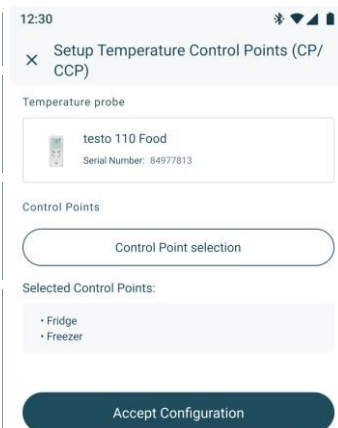 12:30
Setup Temperature Control Points (CP/
CCP)
Temperature probe
testo 110 Food
Serial Number: 84977813
Control Points
Control Point selection
Selected Control Points:
• Fridge
• Freezer
Accept Configuration